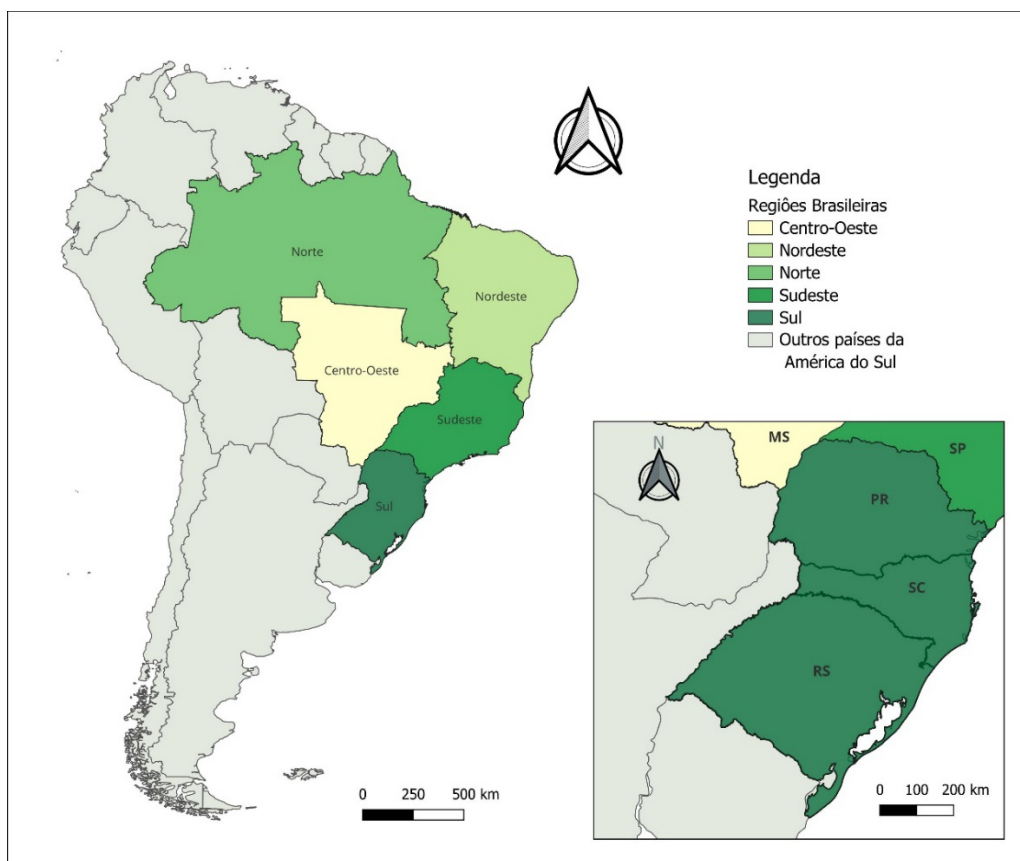 Legenda
Regiões Brasileiras
Centro-Oeste
Nordeste
Norte
Sudeste
Sul
Outros países da
América do Sul
Norte
Nordeste
Centro-Oeste
Sudeste
Sul
0 250 500 km
MS
N
SP
PR
SC
RS
0 100 200 km